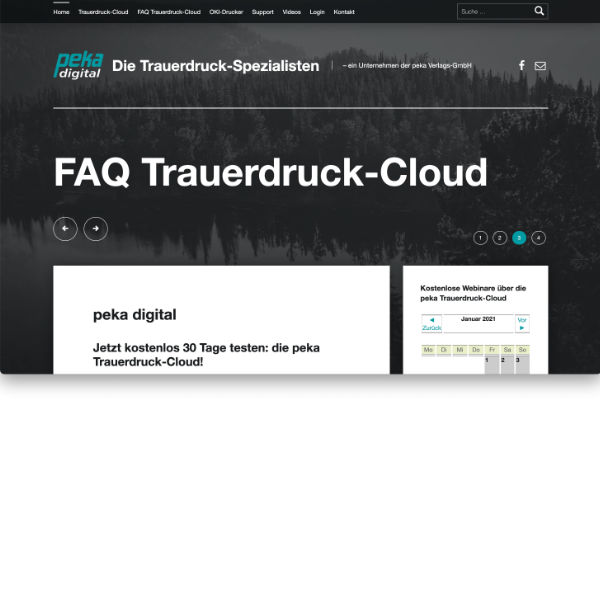 Home Trauerdruck-Cloud FAQ Trauerdruck-Cloud OKI-Drucker Support Videos Login Kontakt
Suche ...
peka
digital
Die Trauerdruck-Spezialisten
– ein Unternehmen der peka Verlags-GmbH
FAQ Trauerdruck-Cloud
1 2 3 4
peka digital
Jetzt kostenlos 30 Tage testen: die peka
Trauerdruck-Cloud!
Kostenlose Webinare über die
peka Trauerdruck-Cloud
◄ Zurück
Januar 2021
Vor ►
Mo Di Mi Do Fr Sa So
1 2 3